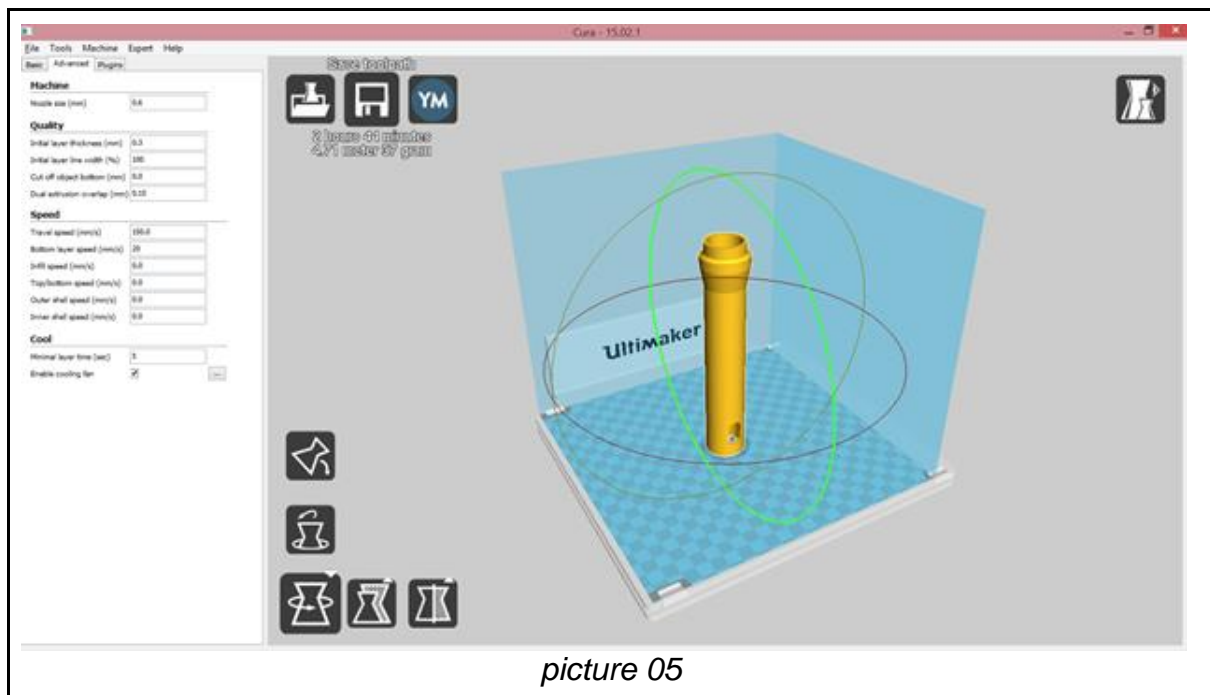 Cura - 15.02.1
File Tools Machine Expert Help
Basic Advanced Plugins
Machine
Nozzle size (mm) 0.4
Quality
Initial layer thickness (mm) 0.3
Initial layer line width (%) 100
Cut off object bottom (mm) 0.0
Dual extrusion overlap (mm) 0.15
Speed
Travel speed (mm/s) 150.0
Bottom layer speed (mm/s) 20
Infill speed (mm/s) 0.0
Top/bottom speed (mm/s) 0.0
Outer shell speed (mm/s) 0.0
Inner shell speed (mm/s) 0.0
Cool
Minimal layer time (sec) 5
Enable cooling fan ...
Save toolpath
YM
2 hours 44 minutes
4.71 meter 37 gram
Ultimaker
picture 05